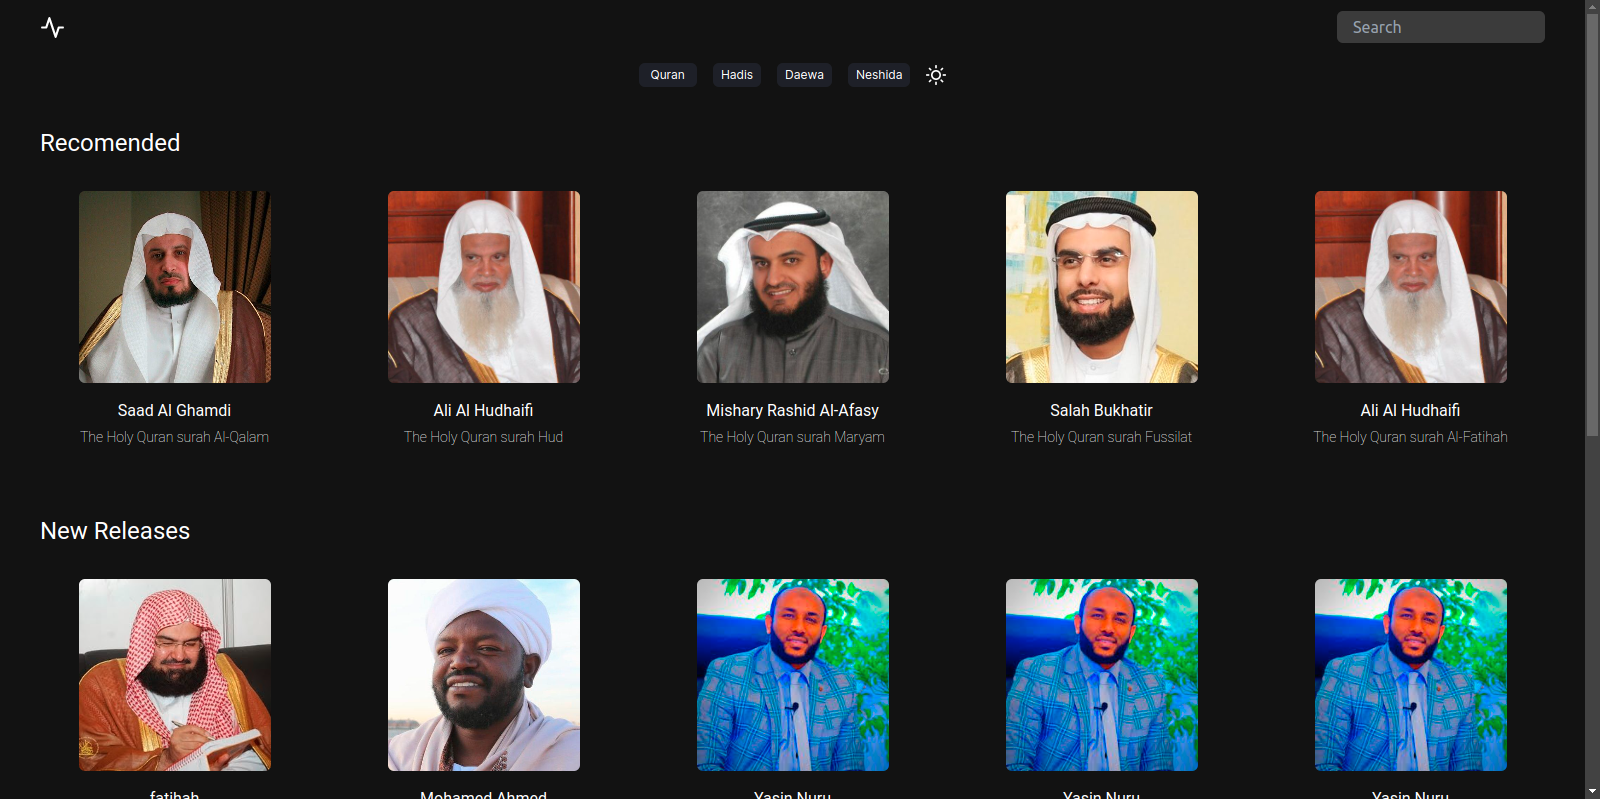 Search
Quran Hadis Daewa Neshida
Recomended
Saad Al Ghamdi Ali Al Hudhaifi Mishary Rashid Al-Afasy Salah Bukhatir Ali Al Hudhaifi
The Holy Quran surah Al-Qalam The Holy Quran surah Hud The Holy Quran surah Maryam The Holy Quran surah Fussilat The Holy Quran surah Al-Fatihah
New Releases
fatihah Mohamed Ahmed Yasin Nuru Yasin Nuru Yasin Nuru